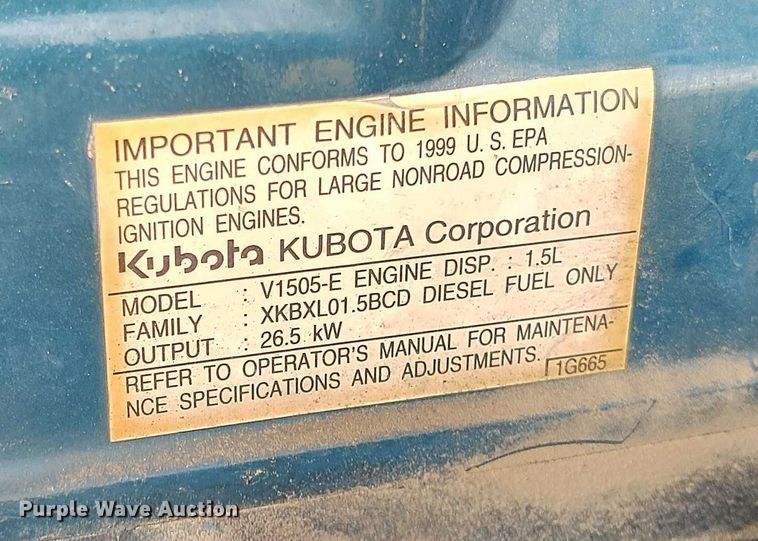 IMPORTANT ENGINE INFORMATION
THIS ENGINE CONFORMS TO 1999 U. S. EPA
REGULATIONS FOR LARGE NONROAD COMPRESSION-
IGNITION ENGINES.
Kubota KUBOTA Corporation
MODEL : V1505-E ENGINE DISP. : 1.5L
FAMILY : XKBXL01.5BCD DIESEL FUEL ONLY
OUTPUT : 26.5 kW
REFER TO OPERATOR'S MANUAL FOR MAINTENA-
NCE SPECIFICATIONS AND ADJUSTMENTS.
1G665
Purple Wave Auction